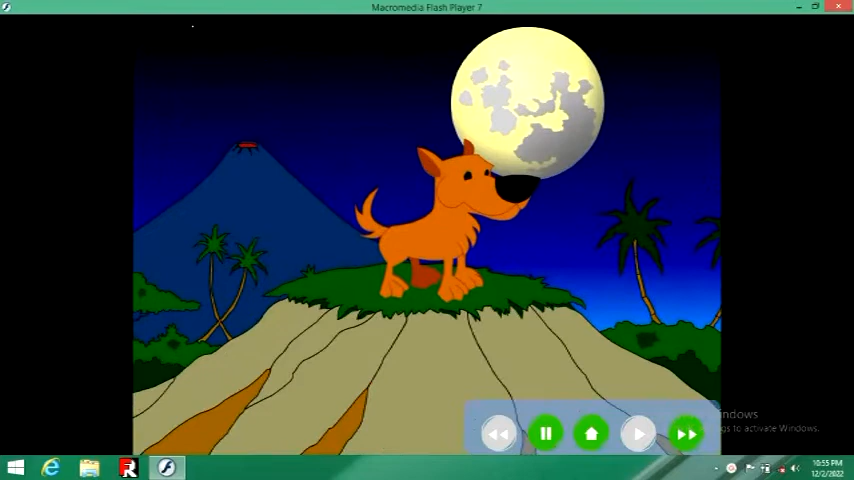 Macromedia Flash Player 7
indows
gs to activate Windows.
10:55 PM
12/2/2022